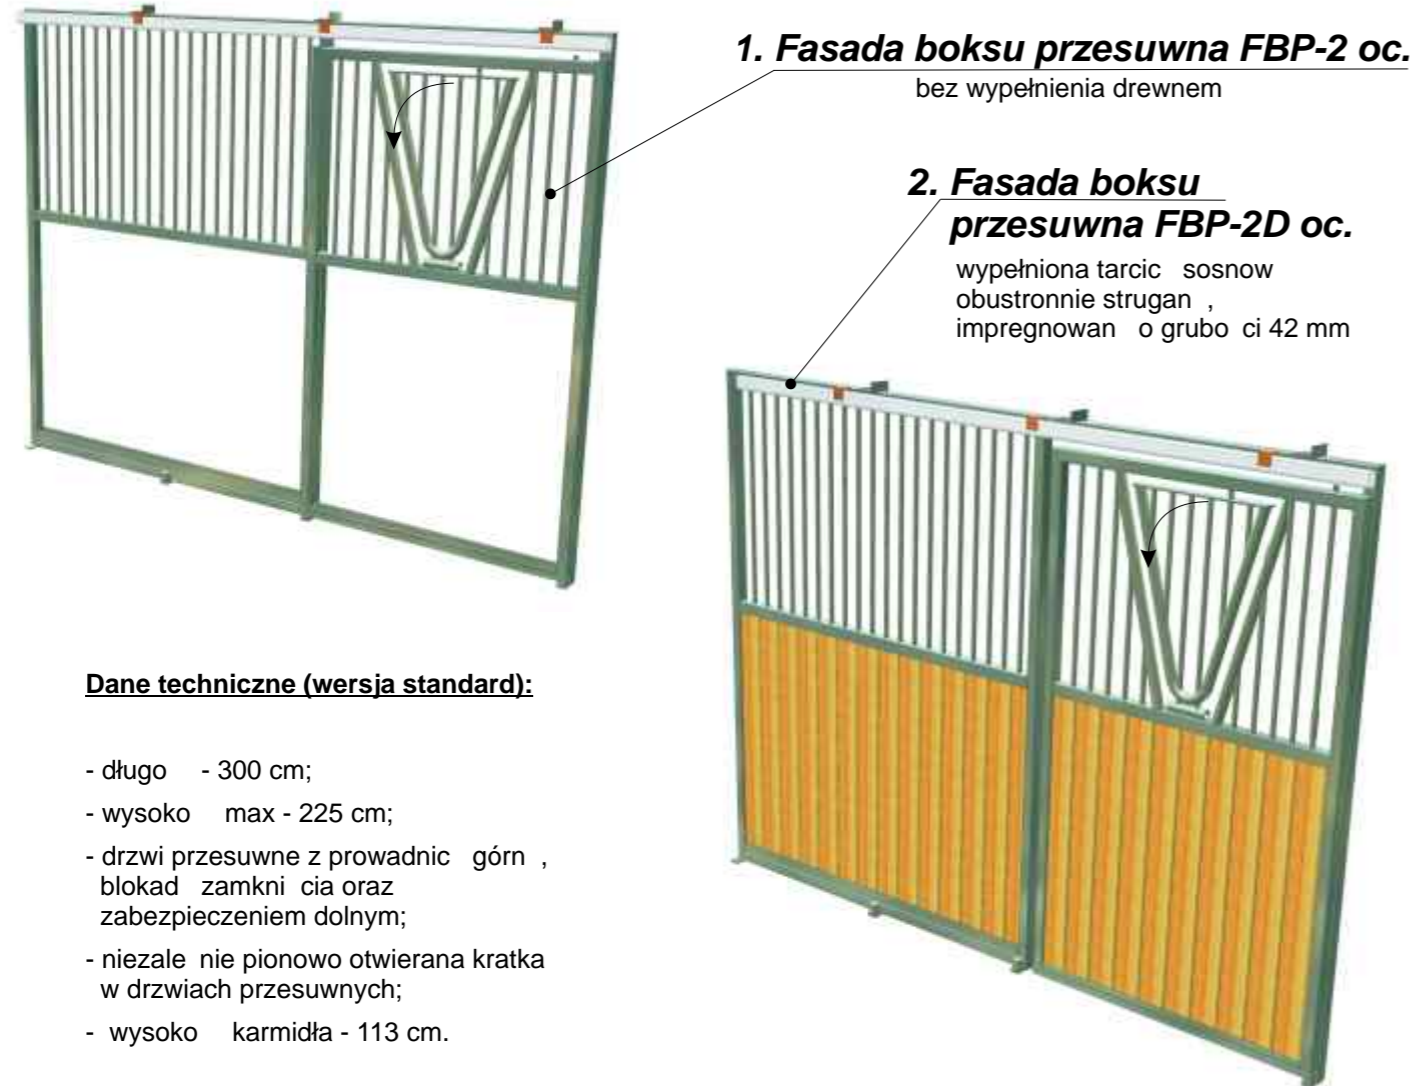 1. Fasada boksu przesuwna FBP-2 oc.
bez wypełnienia drewnem
2. Fasada boksu
przesuwna FBP-2D oc.
wypełniona tarcic sosnow
obustronnie strugan ,
impregnowan o grubo ci 42 mm
Dane techniczne (wersja standard):
- długo - 300 cm;
- wysoko max - 225 cm;
- drzwi przesuwne z prowadnic górn ,
blokad zamkni cia oraz
zabezpieczeniem dolnym;
- niezale nie pionowo otwierana kratka
w drzwiach przesuwnych;
- wysoko karmidła - 113 cm.